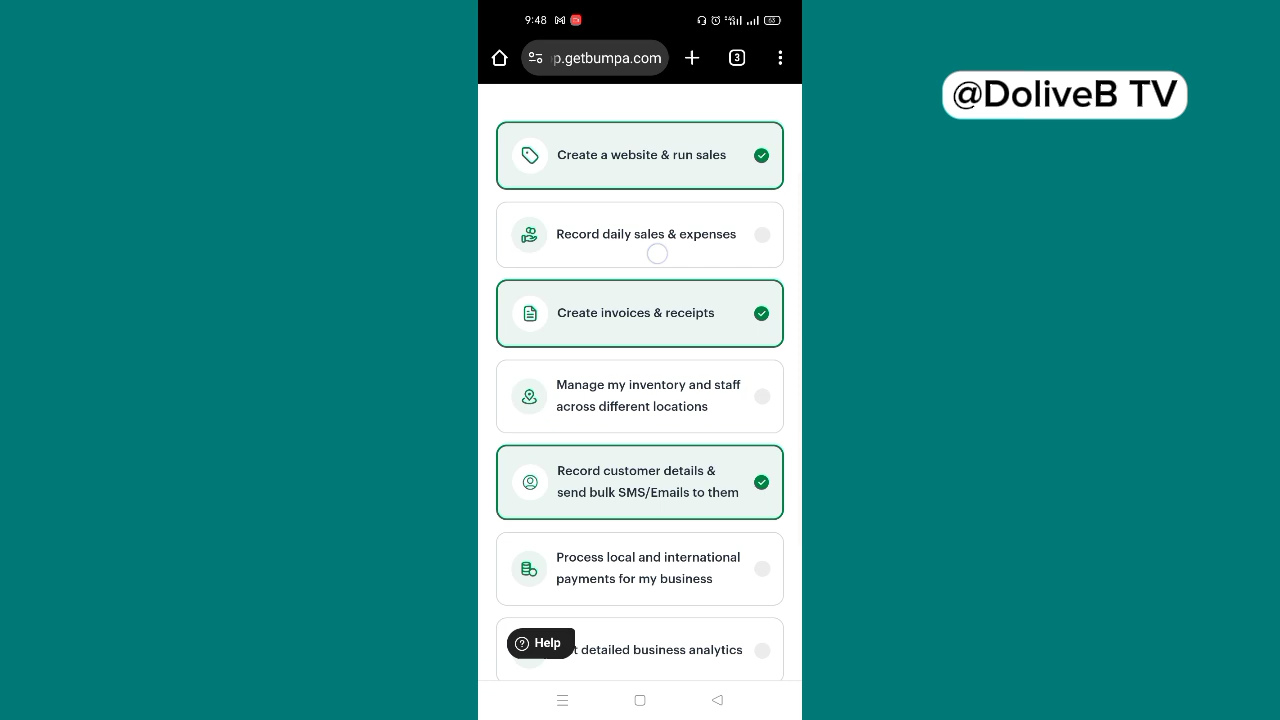 9:48
63
p.getbumpa.com
3
@DoliveB TV
Create a website & run sales
Record daily sales & expenses
Create invoices & receipts
Manage my inventory and staff
across different locations
Record customer details &
send bulk SMS/Emails to them
Process local and international
payments for my business
Help
detailed business analytics